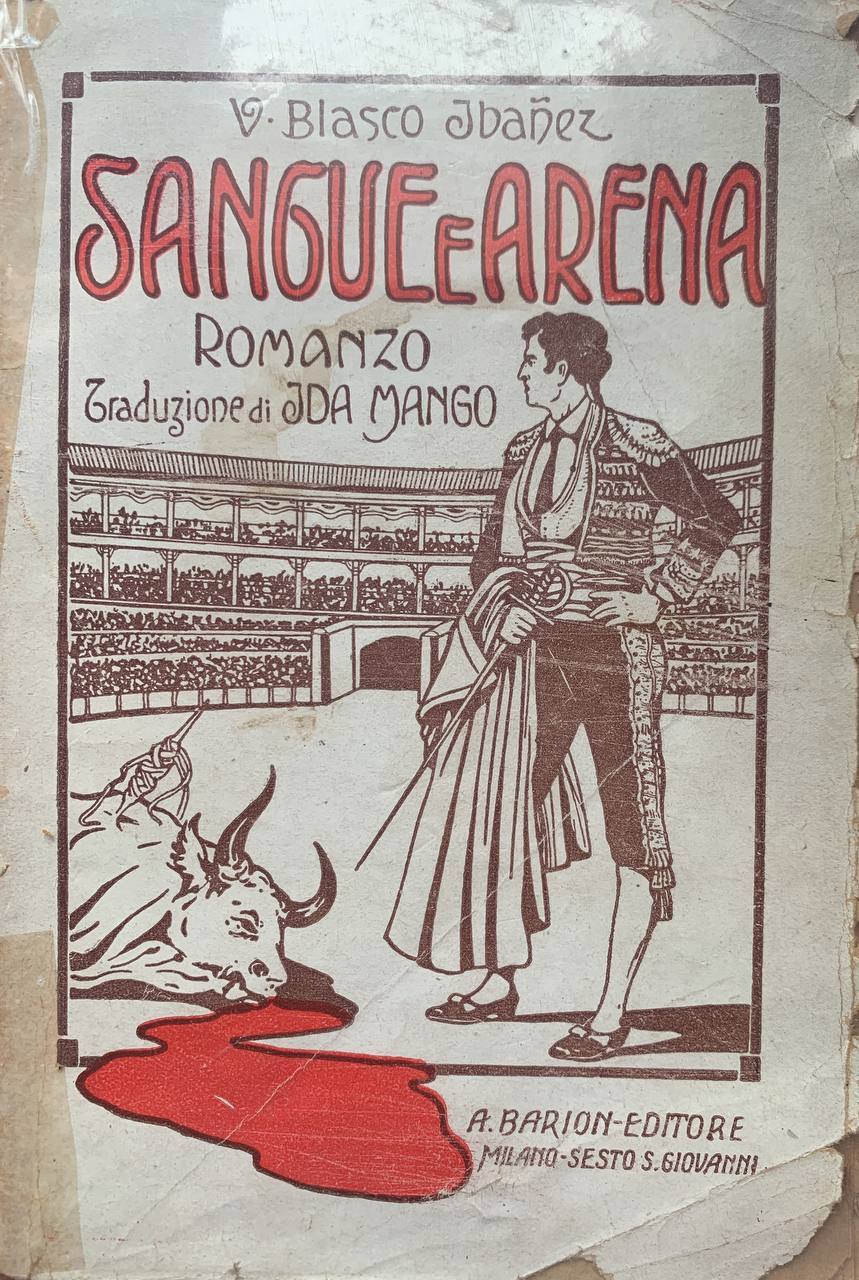 V. Blasco Ibañez
SANGUE E ARENA
ROMANZO
Traduzione di IDA MANGO
A. BARION-EDITORE
MILANO-SESTO S. GIOVANNI